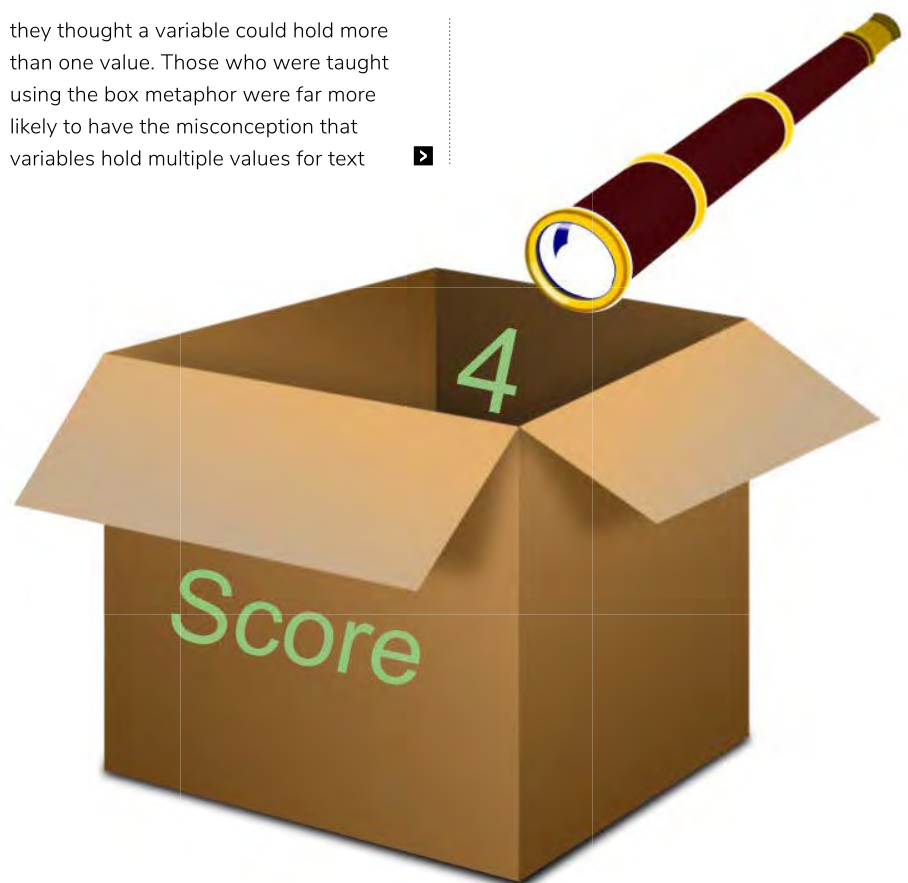 they thought a variable could hold more
than one value. Those who were taught
using the box metaphor were far more
likely to have the misconception that
variables hold multiple values for text
4
Score